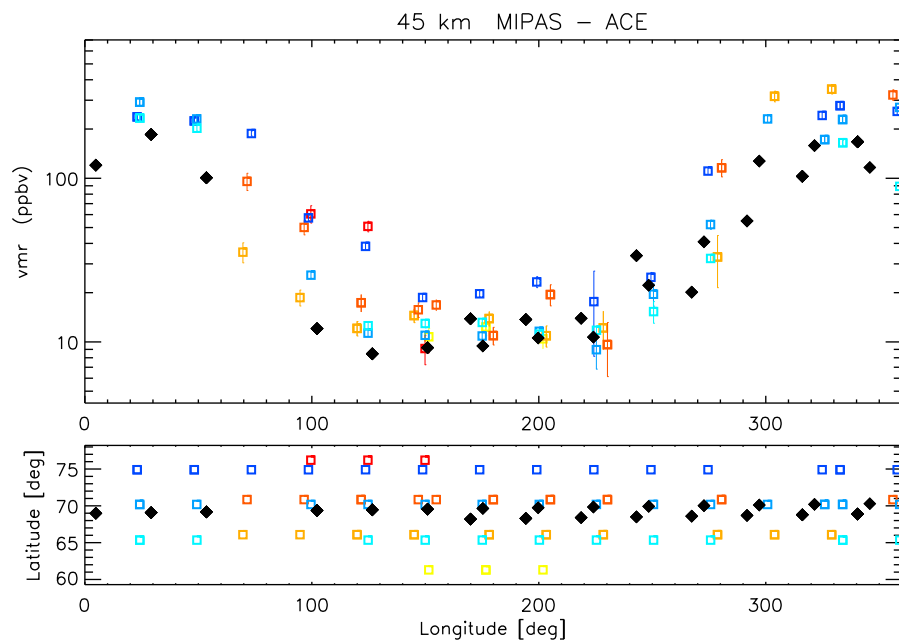 45 km  MIPAS – ACE
vmr (ppbv)
100
10
0 100 200 300
Latitude [deg]
75
70
65
60
0 100 200 300
Longitude [deg]